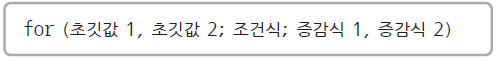 for (초깃값 1, 초깃값 2; 조건식; 증감식 1, 증감식 2)